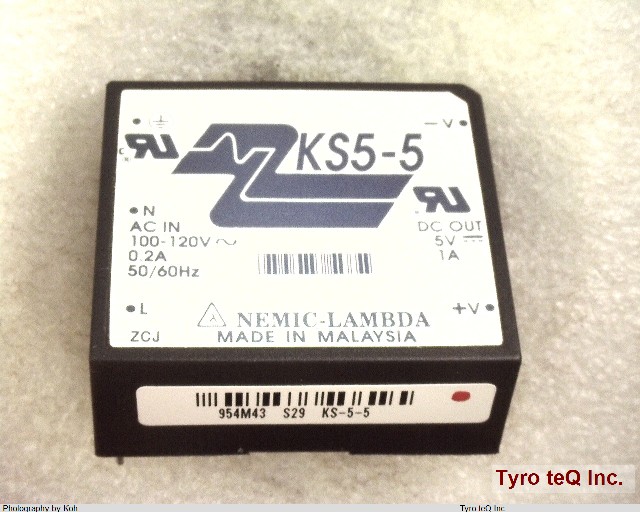 KS5-5
-V
N
AC IN
100-120V
0.2A
50/60Hz
DC OUT
5V
1A
L
+V
NEMIC-LAMBDA
ZCJ
MADE IN MALAYSIA
954M43 S29 KS-5-5
Tyro teQ Inc.
Photography by Koh
Tyro teQ Inc